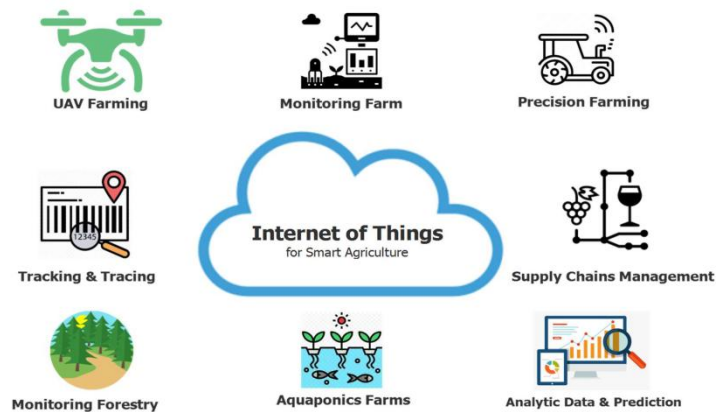 UAV Farming
Monitoring Farm
Precision Farming
12345
Internet of Things
for Smart Agriculture
Tracking & Tracing
Supply Chains Management
Monitoring Forestry
Aquaponics Farms
Analytic Data & Prediction